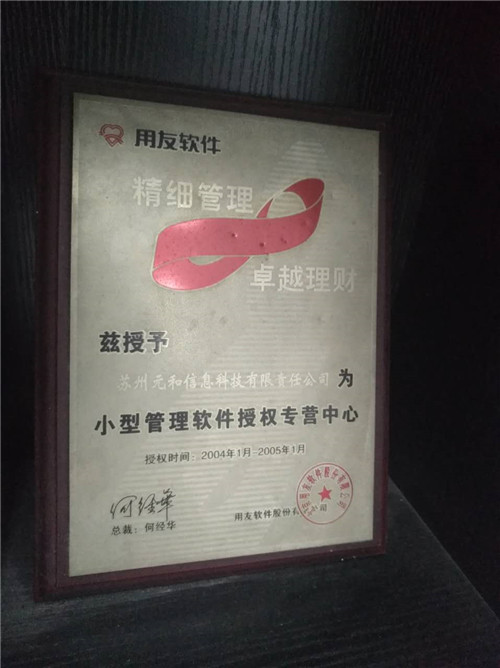 用友软件
精细管理
卓越理财
兹授予
苏州元和信息科技有限责任公司 为
小型管理软件授权专营中心
授权时间：2004年1月-2005年1月
何经华
总裁：何经华
用友软件股份有